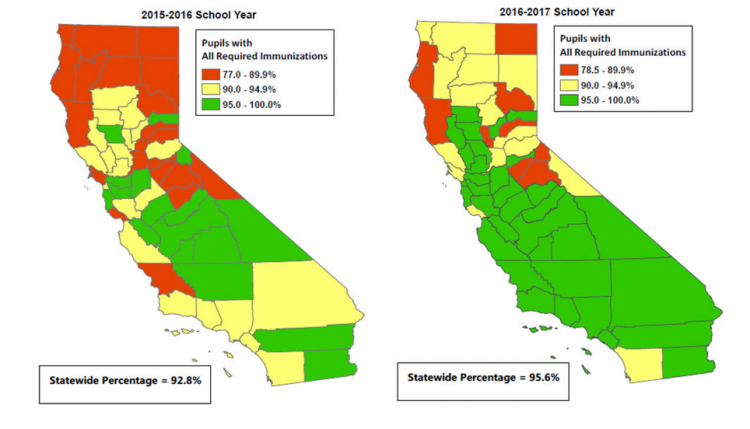 2015-2016 School Year
Pupils with
All Required Immunizations
77.0 - 89.9%
90.0 - 94.9%
95.0 - 100.0%
Statewide Percentage = 92.8%
2016-2017 School Year
Pupils with
All Required Immunizations
78.5 - 89.9%
90.0 - 94.9%
95.0 - 100.0%
Statewide Percentage = 95.6%